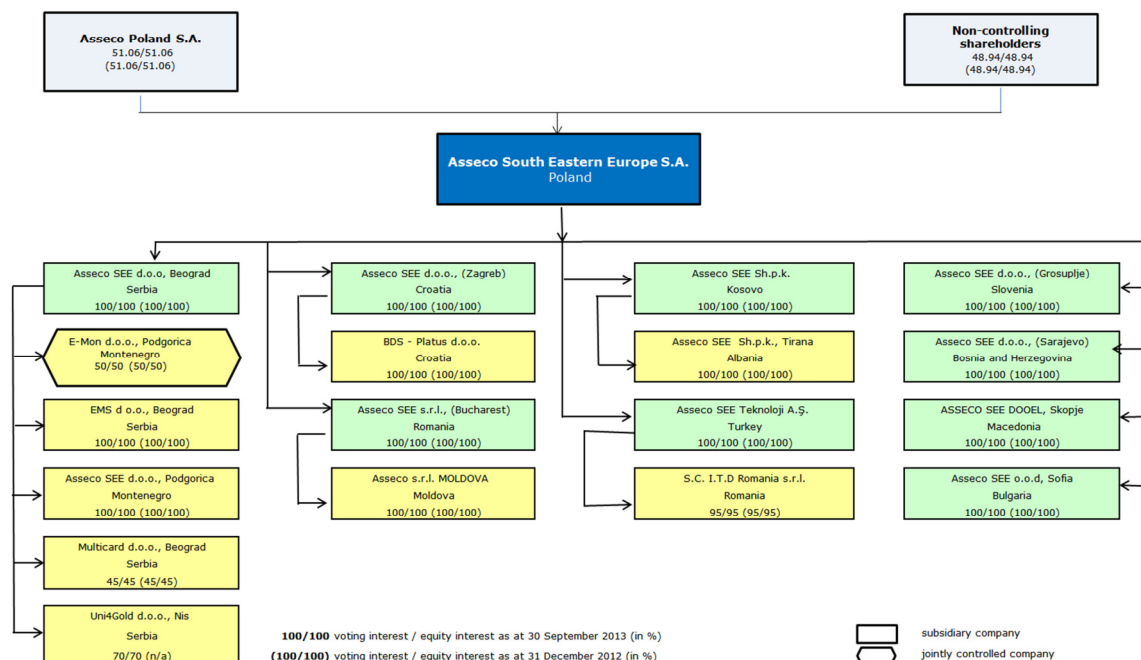 Asseco Poland S.A.
51.06/51.06
(51.06/51.06)
Non-controlling
shareholders
48.94/48.94
(48.94/48.94)
Asseco South Eastern Europe S.A.
Poland
Asseco SEE d.o.o, Beograd
Serbia
100/100 (100/100)
E-Mon d.o.o., Podgorica
Montenegro
50/50 (50/50)
EMS d o.o., Beograd
Serbia
100/100 (100/100)
Asseco SEE d.o.o., Podgorica
Montenegro
100/100 (100/100)
Multicard d.o.o., Beograd
Serbia
45/45 (45/45)
Uni4Gold d.o.o., Nis
Serbia
70/70 (n/a)
Asseco SEE d.o.o., (Zagreb)
Croatia
100/100 (100/100)
BDS - Platus d.o.o.
Croatia
100/100 (100/100)
Asseco SEE s.r.l., (Bucharest)
Romania
100/100 (100/100)
Asseco s.r.l. MOLDOVA
Moldova
100/100 (100/100)
Asseco SEE Sh.p.k.
Kosovo
100/100 (100/100)
Asseco SEE Sh.p.k., Tirana
Albania
100/100 (100/100)
Asseco SEE Teknoloji A.Ş.
Turkey
100/100 (100/100)
S.C. I.T.D Romania s.r.l.
Romania
95/95 (95/95)
Asseco SEE d.o.o., (Grosuplje)
Slovenia
100/100 (100/100)
Asseco SEE d.o.o., (Sarajevo)
Bosnia and Herzegovina
100/100 (100/100)
ASSECO SEE DOOEL, Skopje
Macedonia
100/100 (100/100)
Asseco SEE o.o.d, Sofia
Bulgaria
100/100 (100/100)
100/100 voting interest / equity interest as at 30 September 2013 (in %)
(100/100) voting interest / equity interest as at 31 December 2012 (in %)
subsidiary company
jointly controlled company